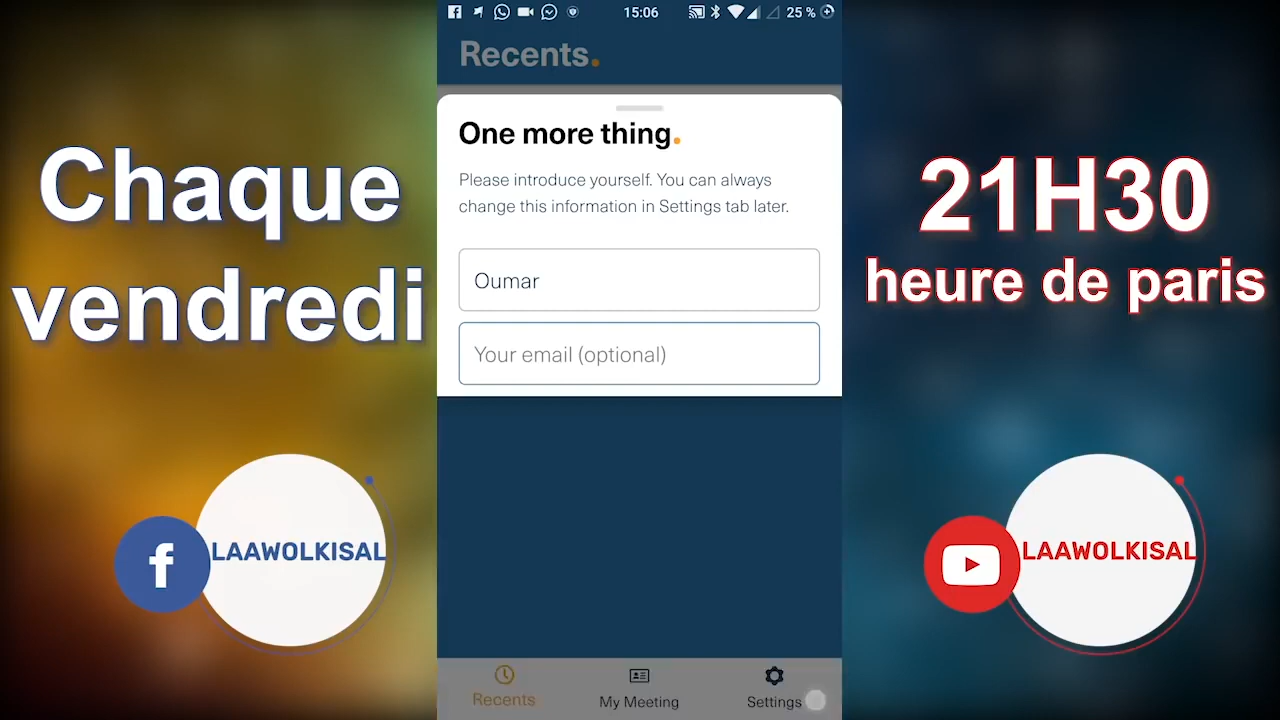 Chaque
vendredi
LAAWOLKISAL
15:06
25 %
Recents.
One more thing.
Please introduce yourself. You can always
change this information in Settings tab later.
Oumar
Your email (optional)
Recents
My Meeting
Settings
21H30
heure de paris
LAAWOLKISAL